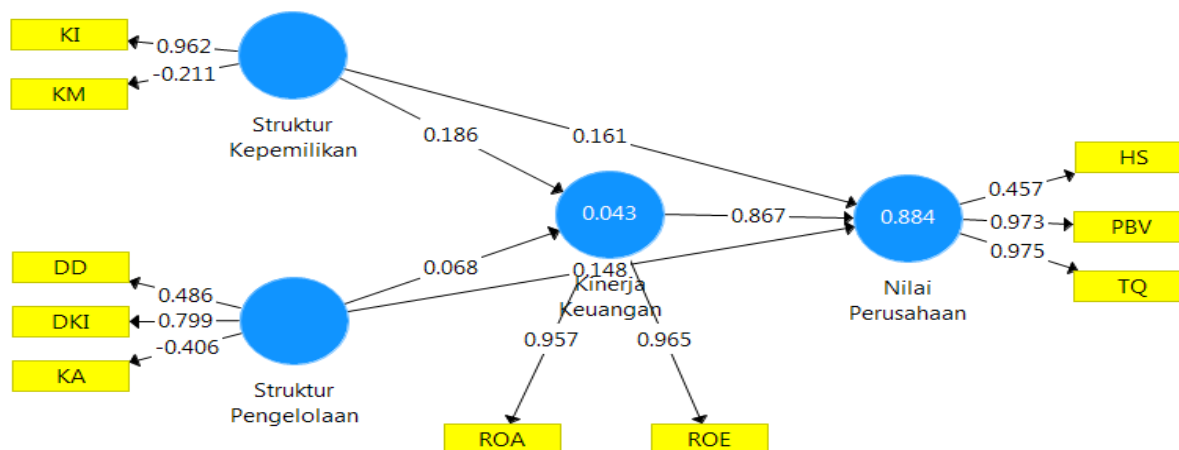 KI
0.962
KM
-0.211
Struktur
Kepemilikan
0.186
0.161
HS
0.457
0.043
0.867
0.884
0.973
PBV
0.975
TQ
DD
0.486
0.068
0.148
Kinerja
Keuangan
Nilai
Perusahaan
DKI
0.799
KA
-0.406
0.957
0.965
Struktur
Pengelolaan
ROA
ROE